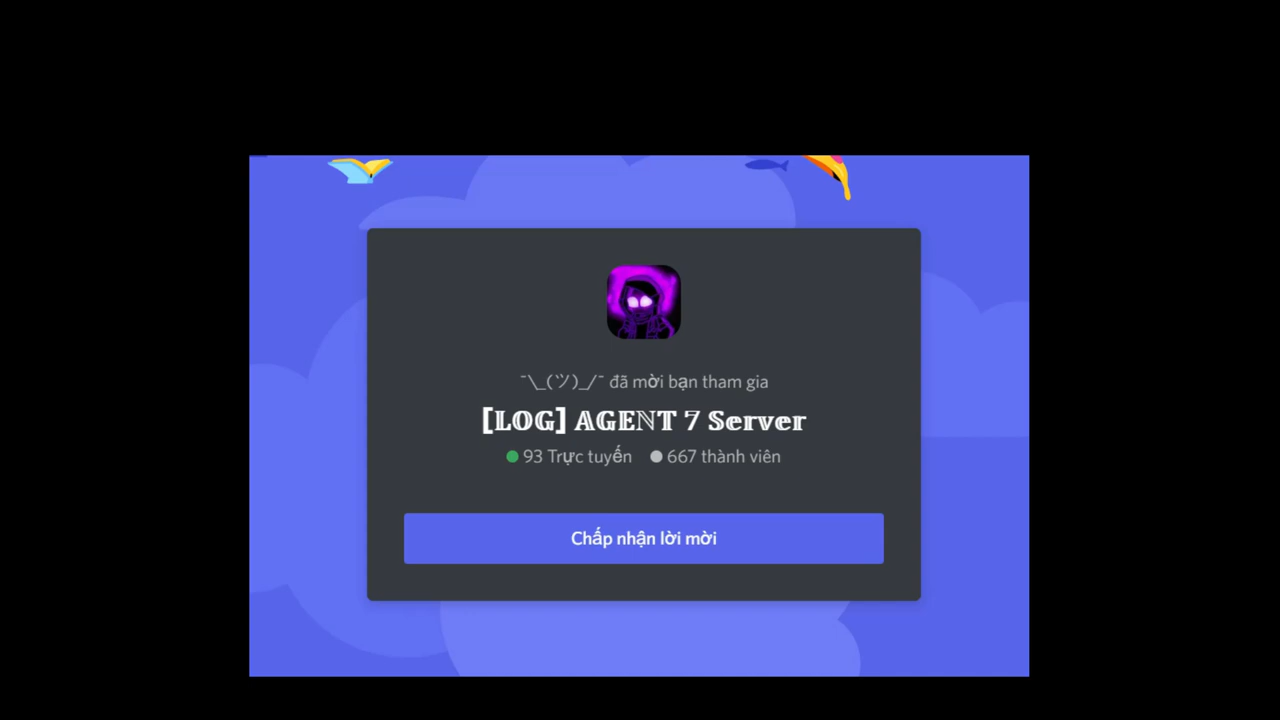 ¯\_(ツ)_/¯ đã mời bạn tham gia
[LOG] AGENT 7 Server
93 Trực tuyến 667 thành viên
Chấp nhận lời mời